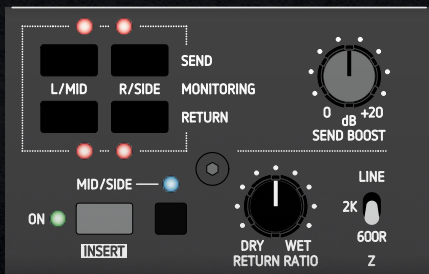 SEND
L/MID R/SIDE MONITORING
RETURN
0 dB +20
SEND BOOST
MID/SIDE
ON
INSERT
DRY WET
RETURN RATIO
LINE
2K
600R
Z